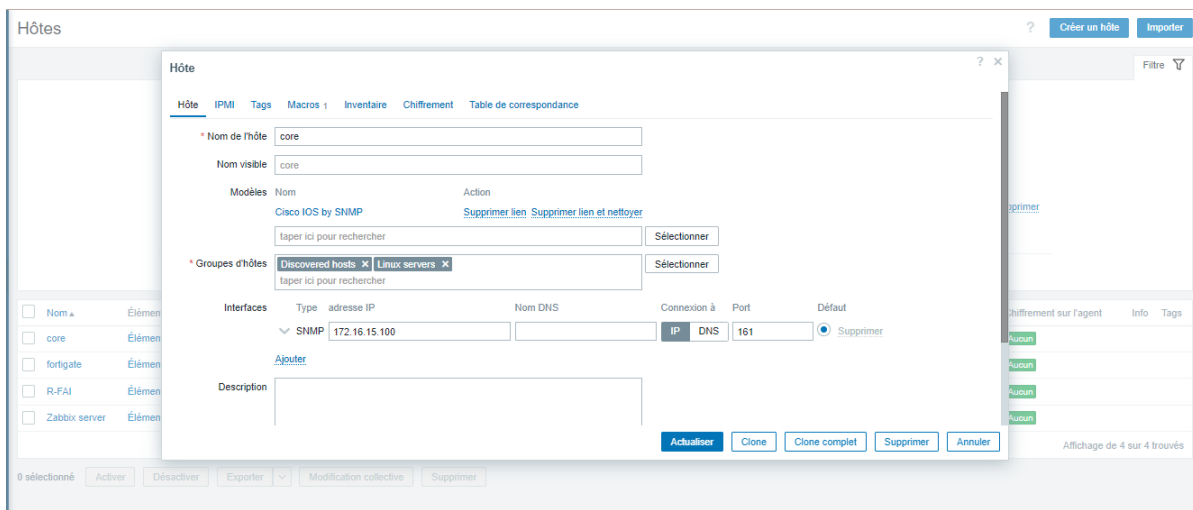 Hôtes ? Créer un hôte Importer
Filtre
Hôte ? ×
Hôte IPMI Tags Macros 1 Inventaire Chiffrement Table de correspondance
* Nom de l'hôte core
Nom visible core
Modèles Nom Action
Cisco IOS by SNMP Supprimer lien Supprimer lien et nettoyer
taper ici pour rechercher Sélectionner
* Groupes d'hôtes Discovered hosts × Linux servers × Sélectionner
taper ici pour rechercher
Interfaces Type adresse IP Nom DNS Connexion à Port Défaut
SNMP 172.16.15.100 IP DNS 161 Supprimer
Ajouter
Description
Actualiser Clone Clone complet Supprimer Annuler
Nom Info Tags
core Aucun
fortigate Aucun
R-FAI Aucun
Zabbix server Aucun
Affichage de 4 sur 4 trouvés
0 sélectionné Activer Désactiver Exporter Modification collective Supprimer